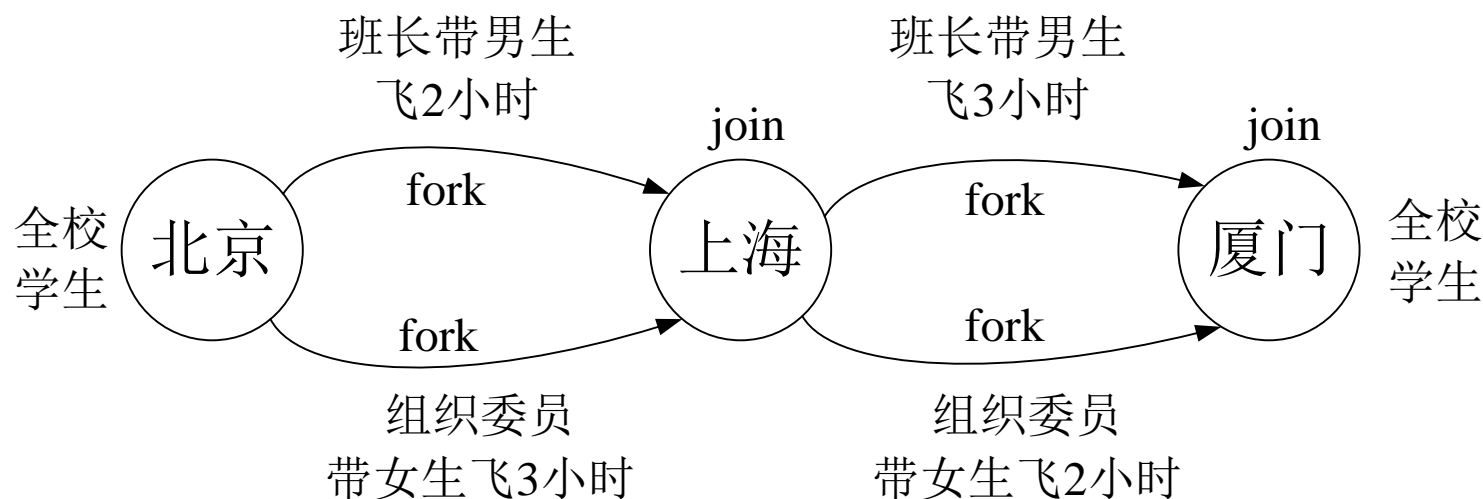 班长带男生
飞2小时
班长带男生
飞3小时
join
join
fork
fork
全校
学生
北京
上海
厦门
全校
学生
fork
fork
组织委员
带女生飞3小时
组织委员
带女生飞2小时